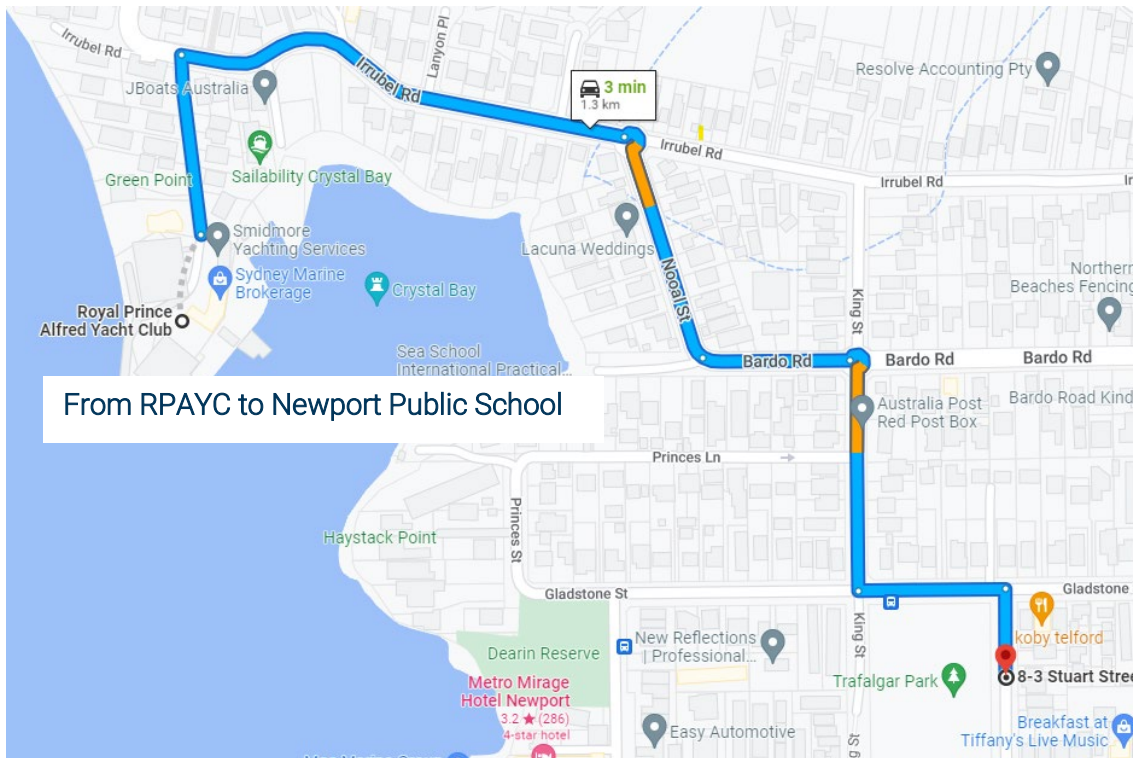 Irrubel Rd
Lanyon Pl
JBoats Australia
Irrubel Rd
3 min
1.3 km
Resolve Accounting Pty
Irrubel Rd
Irrubel Rd
Ir
Green Point
Sailability Crystal Bay
Smidmore
Yachting Services
Lacuna Weddings
Sydney Marine
Brokerage
Crystal Bay
Nooal St
King St
Northern
Beaches Fencing
Royal Prince
Alfred Yacht Club
Sea School
International Practical...
Bardo Rd
Bardo Rd
Bardo Rd
From RPAYC to Newport Public School
Australia Post
Red Post Box
Bardo Road Kind
Princes Ln
Princes St
Haystack Point
Gladstone St
Gladstone
King St
koby telford
New Reflections
| Professional...
Dearin Reserve
Trafalgar Park
8-3 Stuart Stree
Metro Mirage
Hotel Newport
3.2 ★ (286)
4-star hotel
Easy Automotive
g St
Breakfast at
Tiffany's Live Music